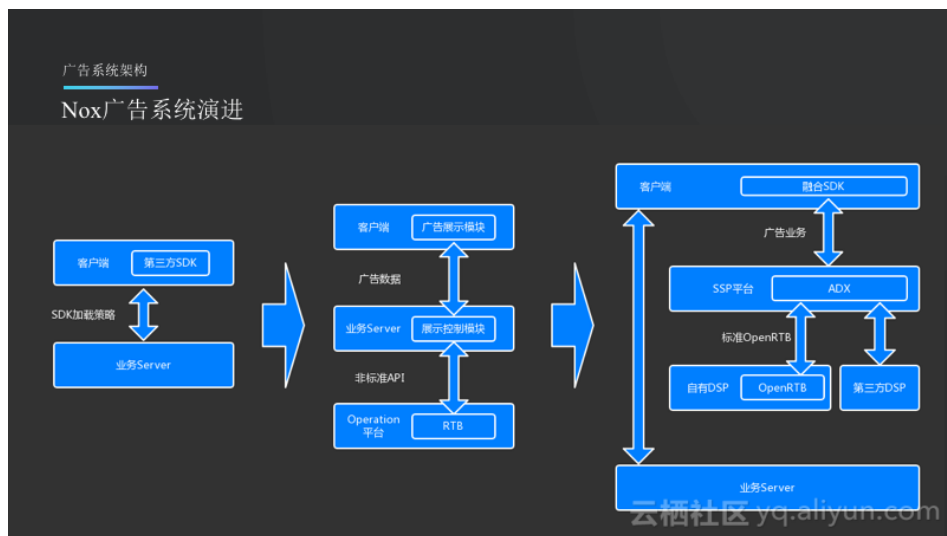 广告系统架构
Nox广告系统演进
客户端 第三方SDK
SDK加载策略
业务Server
客户端 广告展示模块
广告数据
业务Server 展示控制模块
非标准API
Operation
平台
RTB
客户端 融合SDK
广告业务
SSP平台 ADX
标准OpenRTB
自有DSP OpenRTB 第三方DSP
业务Server
云栖社区 yq.aliyun.com